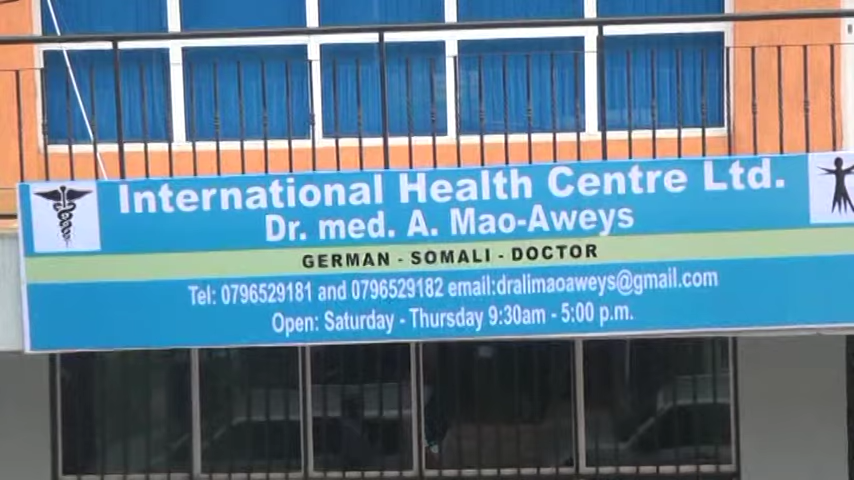 International Health Centre Ltd.
Dr. med. A. Mao-Aweys
GERMAN - SOMALI - DOCTOR
Tel: 0796529181 and 0796529182 email:dralimaoaweys@gmail.com
Open: Saturday - Thursday 9:30am - 5:00 p.m.